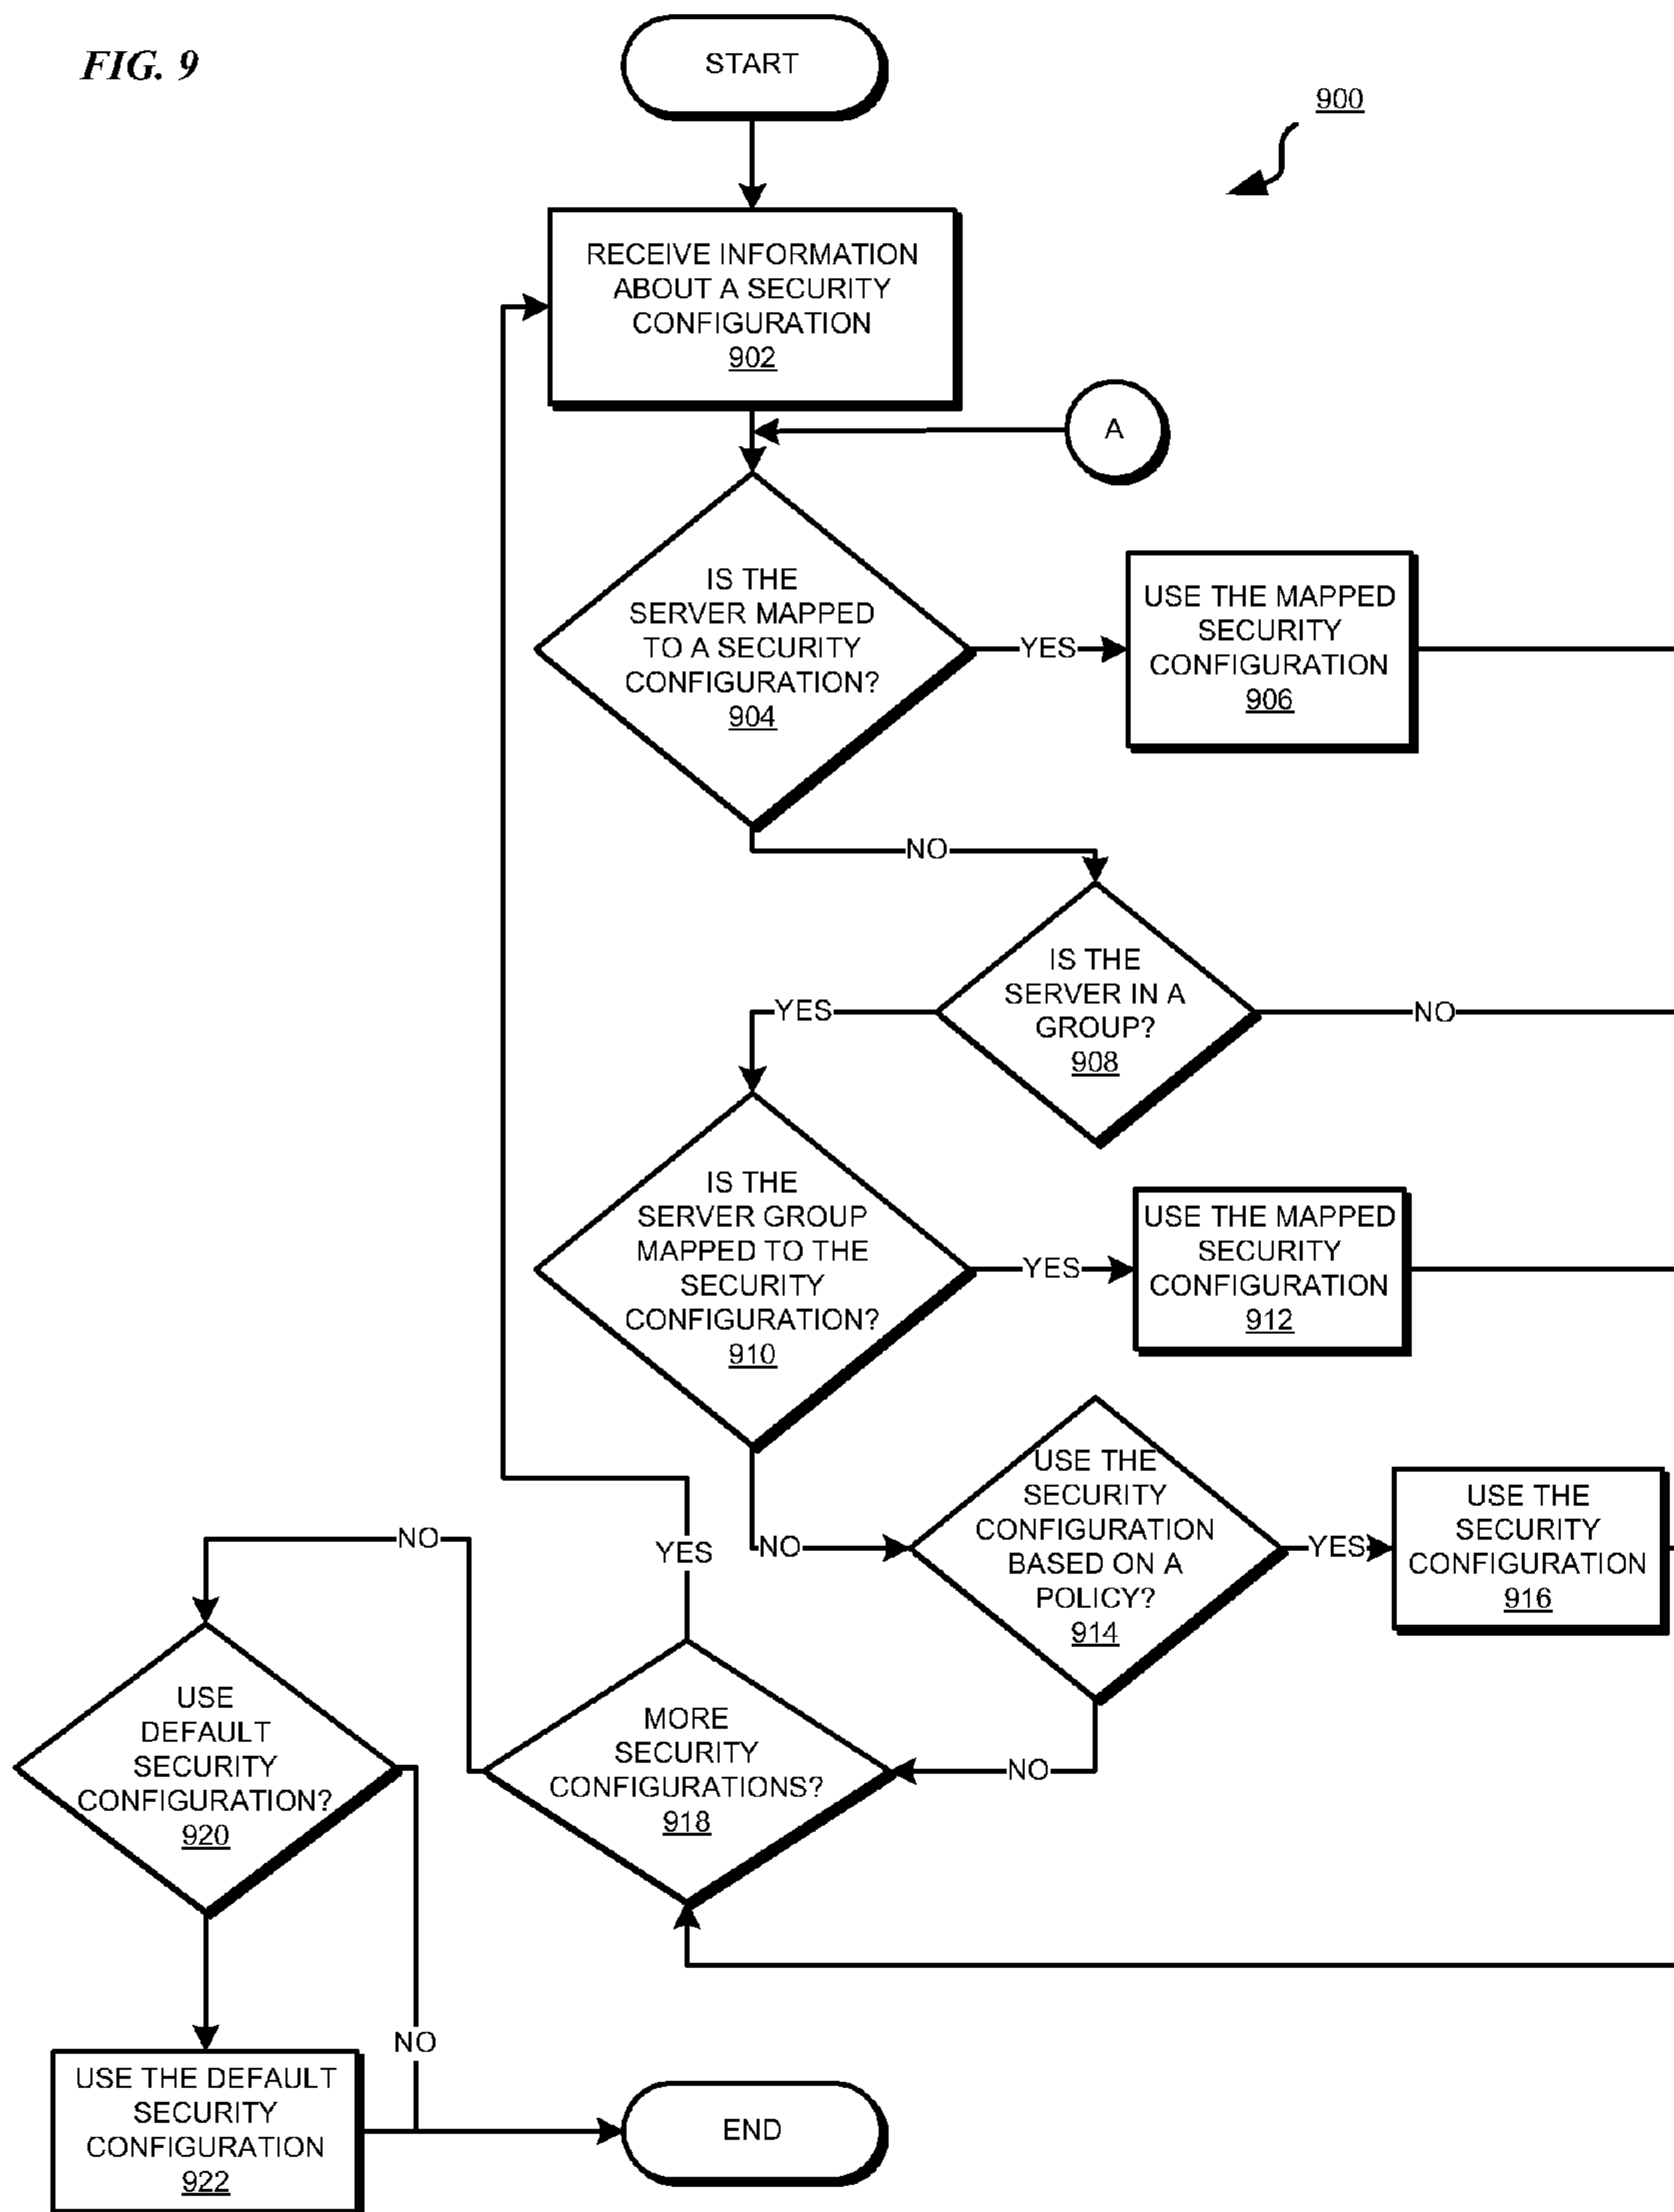 FIG. 9
START
900
RECEIVE INFORMATION
ABOUT A SECURITY
CONFIGURATION
902
A
IS THE
SERVER MAPPED
TO A SECURITY
CONFIGURATION?
904
YES
USE THE MAPPED
SECURITY
CONFIGURATION
906
NO
IS THE
SERVER IN A
GROUP?
908
YES
NO
IS THE
SERVER GROUP
MAPPED TO THE
SECURITY
CONFIGURATION?
910
YES
USE THE MAPPED
SECURITY
CONFIGURATION
912
NO
USE THE
SECURITY
CONFIGURATION
BASED ON A
POLICY?
914
YES
USE THE
SECURITY
CONFIGURATION
916
NO
MORE
SECURITY
CONFIGURATIONS?
918
YES
NO
USE
DEFAULT
SECURITY
CONFIGURATION?
920
NO
USE THE DEFAULT
SECURITY
CONFIGURATION
922
END